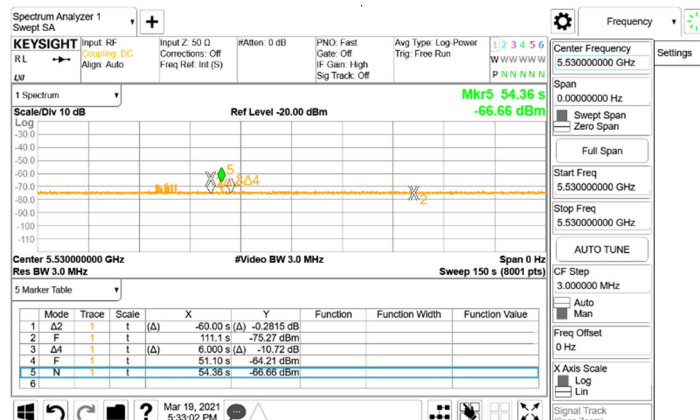 Spectrum Analyzer 1
Swept SA
Frequency
KEYSIGHT
Input: RF
Coupling: DC
Align: Auto
Input Z: 50 Ω
Corrections: Off
Freq Ref: Int (S)
#Atten: 0 dB
PNO: Fast
Gate: Off
IF Gain: High
Sig Track: Off
Avg Type: Log-Power
Trig: Free Run
1 2 3 4 5 6
W W W W W W
P N N N N N
RL
LXI
1 Spectrum
Scale/Div 10 dB
Ref Level -20.00 dBm
Mkr5 54.36 s
-66.66 dBm
Log
-30.0
-40.0
-50.0
-60.0
-70.0
-80.0
-90.0
-100
-110
5
3Δ4
2
Center 5.530000000 GHz
Res BW 3.0 MHz
#Video BW 3.0 MHz
Span 0 Hz
Sweep 150 s (8001 pts)
5 Marker Table
Mode Trace Scale X Y Function Function Width Function Value
1 Δ2 1 t (Δ) -60.00 s (Δ) -0.2815 dB
2 F 1 t 111.1 s -75.27 dBm
3 Δ4 1 t (Δ) 6.000 s (Δ) -10.72 dB
4 F 1 t 51.10 s -64.21 dBm
5 N 1 t 54.36 s -66.66 dBm
6
Mar 19, 2021
5:33:02 PM
Settings
Center Frequency
5.530000000 GHz
Span
0.00000000 Hz
Swept Span
Zero Span
Full Span
Start Freq
5.530000000 GHz
Stop Freq
5.530000000 GHz
AUTO TUNE
CF Step
3.000000 MHz
Auto
Man
Freq Offset
0 Hz
X Axis Scale
Log
Lin
Signal Track